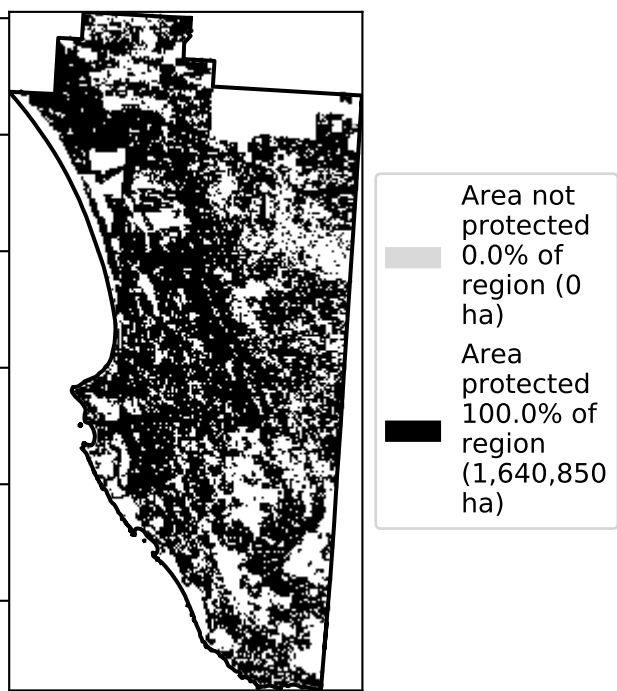 Area not
protected
0.0% of
region (0
ha)
Area
protected
100.0% of
region
(1,640,850
ha)